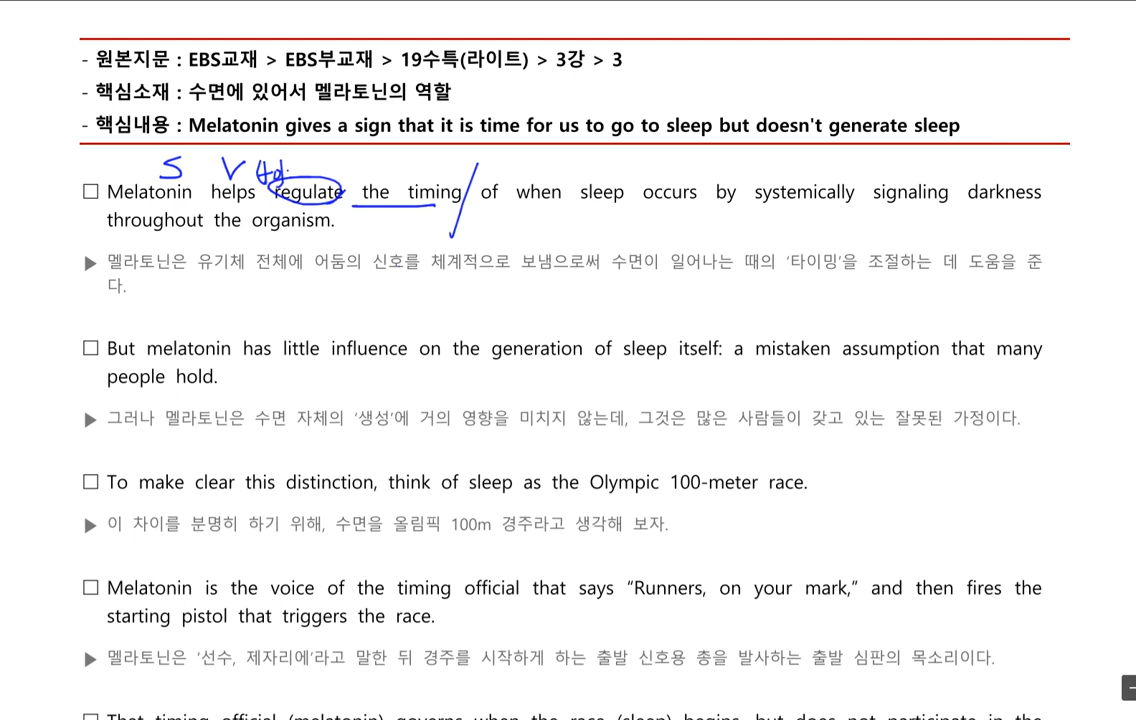 - 원본지문 : EBS교재 > EBS부교재 > 19수특(라이트) > 3강 > 3
- 핵심소재 : 수면에 있어서 멜라토닌의 역할
- 핵심내용 : Melatonin gives a sign that it is time for us to go to sleep but doesn't generate sleep
S V
□ Melatonin helps regulate the timing of when sleep occurs by systemically signaling darkness
throughout the organism.
▶ 멜라토닌은 유기체 전체에 어둠의 신호를 체계적으로 보냄으로써 수면이 일어나는 때의 ‘타이밍’을 조절하는 데 도움을 준
다.
□ But melatonin has little influence on the generation of sleep itself: a mistaken assumption that many
people hold.
▶ 그러나 멜라토닌은 수면 자체의 ‘생성’에 거의 영향을 미치지 않는데, 그것은 많은 사람들이 갖고 있는 잘못된 가정이다.
□ To make clear this distinction, think of sleep as the Olympic 100-meter race.
▶ 이 차이를 분명히 하기 위해, 수면을 올림픽 100m 경주라고 생각해 보자.
□ Melatonin is the voice of the timing official that says “Runners, on your mark,” and then fires the
starting pistol that triggers the race.
▶ 멜라토닌은 ‘선수, 제자리에’라고 말한 뒤 경주를 시작하게 하는 출발 신호용 총을 발사하는 출발 심판의 목소리이다.
□ That timing official (melatonin) governs when the race (sleep) begins, but does not participate in the